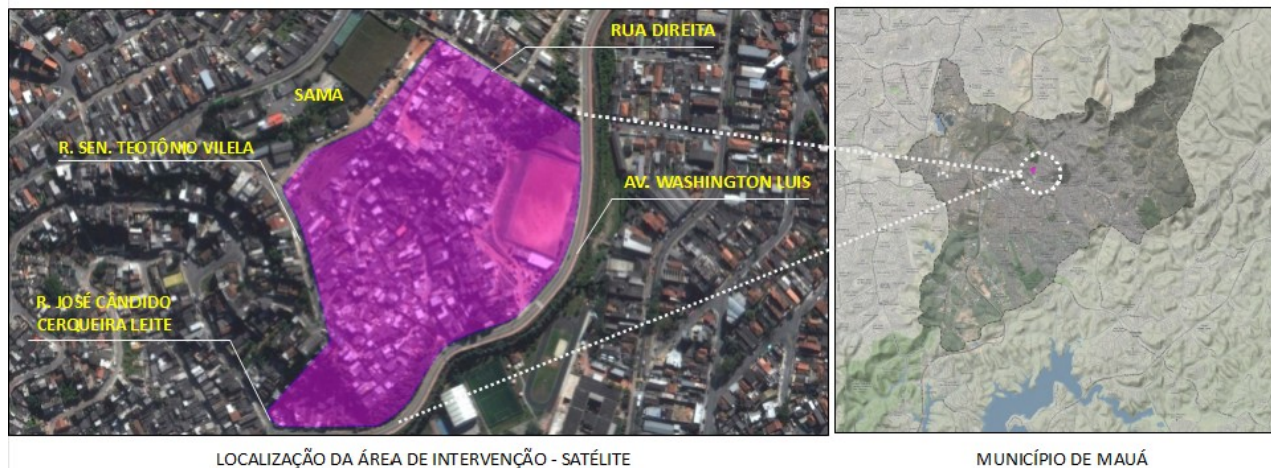 RUA DIREITA
SAMA
R. SEN. TEOTÔNIO VILELA
AV. WASHINGTON LUIS
R. JOSÉ CÂNDIDO
CERQUEIRA LEITE
LOCALIZAÇÃO DA ÁREA DE INTERVENÇÃO - SATÉLITE
MUNICÍPIO DE MAUÁ